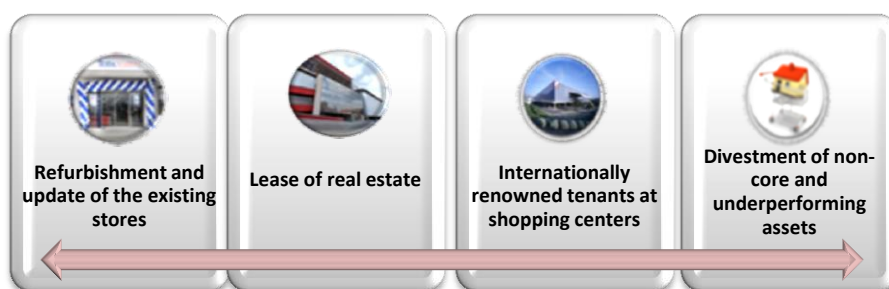 Refurbishment and
update of the existing
stores
Lease of real estate
Internationally
renowned tenants at
shopping centers
Divestment of non-
core and
underperforming
assets